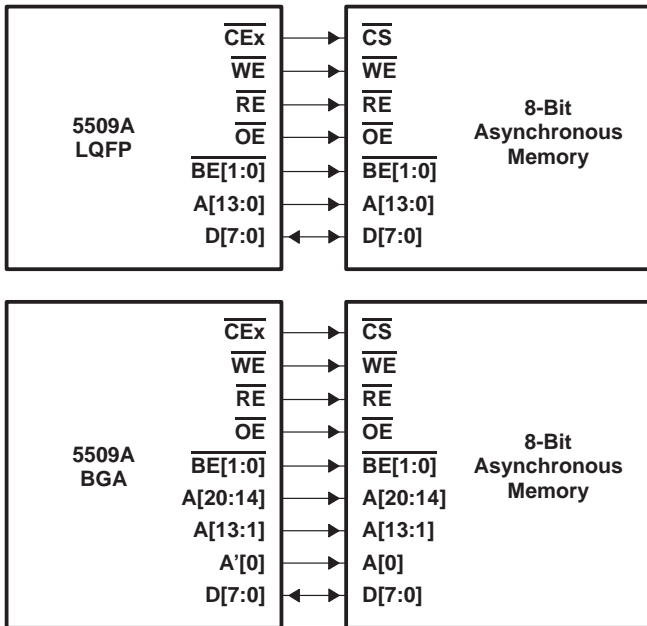 CEx CS
WE WE
RE RE
OE OE
BE[1:0] BE[1:0]
A[13:0] A[13:0]
D[7:0] D[7:0]
5509A
LQFP
8-Bit
Asynchronous
Memory
CEx CS
WE WE
RE RE
OE OE
BE[1:0] BE[1:0]
A[20:14] A[20:14]
A[13:1] A[13:1]
A’[0] A[0]
D[7:0] D[7:0]
5509A
BGA
8-Bit
Asynchronous
Memory